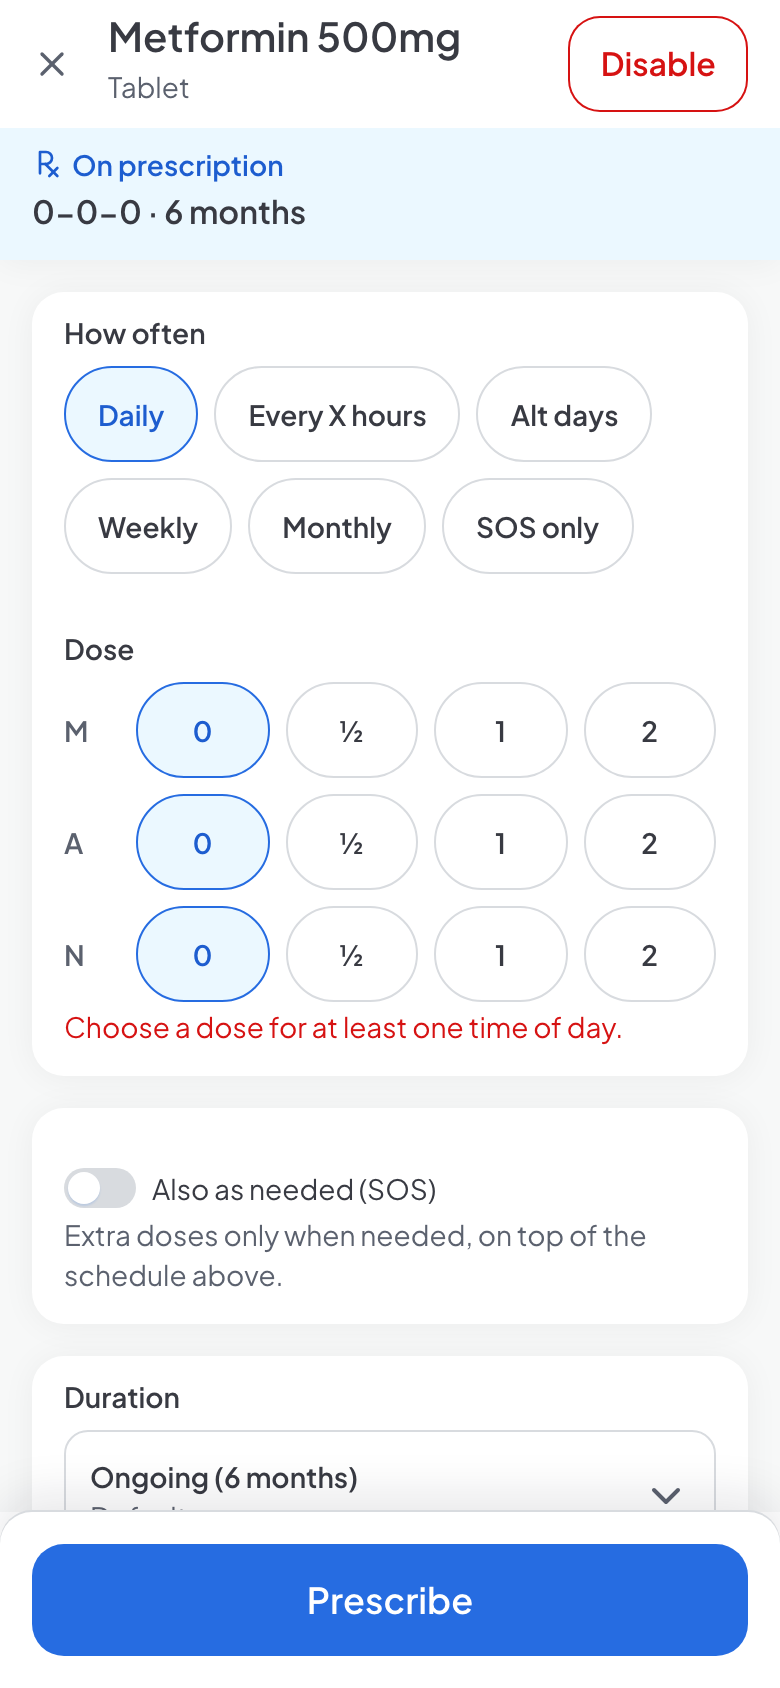 Metformin 500mg
Tablet
Disable
On prescription
0–0–0 · 6 months
How often
Daily
Every X hours
Alt days
Weekly
Monthly
SOS only
Dose
M 0 ½ 1 2
A 0 ½ 1 2
N 0 ½ 1 2
Choose a dose for at least one time of day.
Also as needed (SOS)
Extra doses only when needed, on top of the
schedule above.
Duration
Ongoing (6 months)
Prescribe